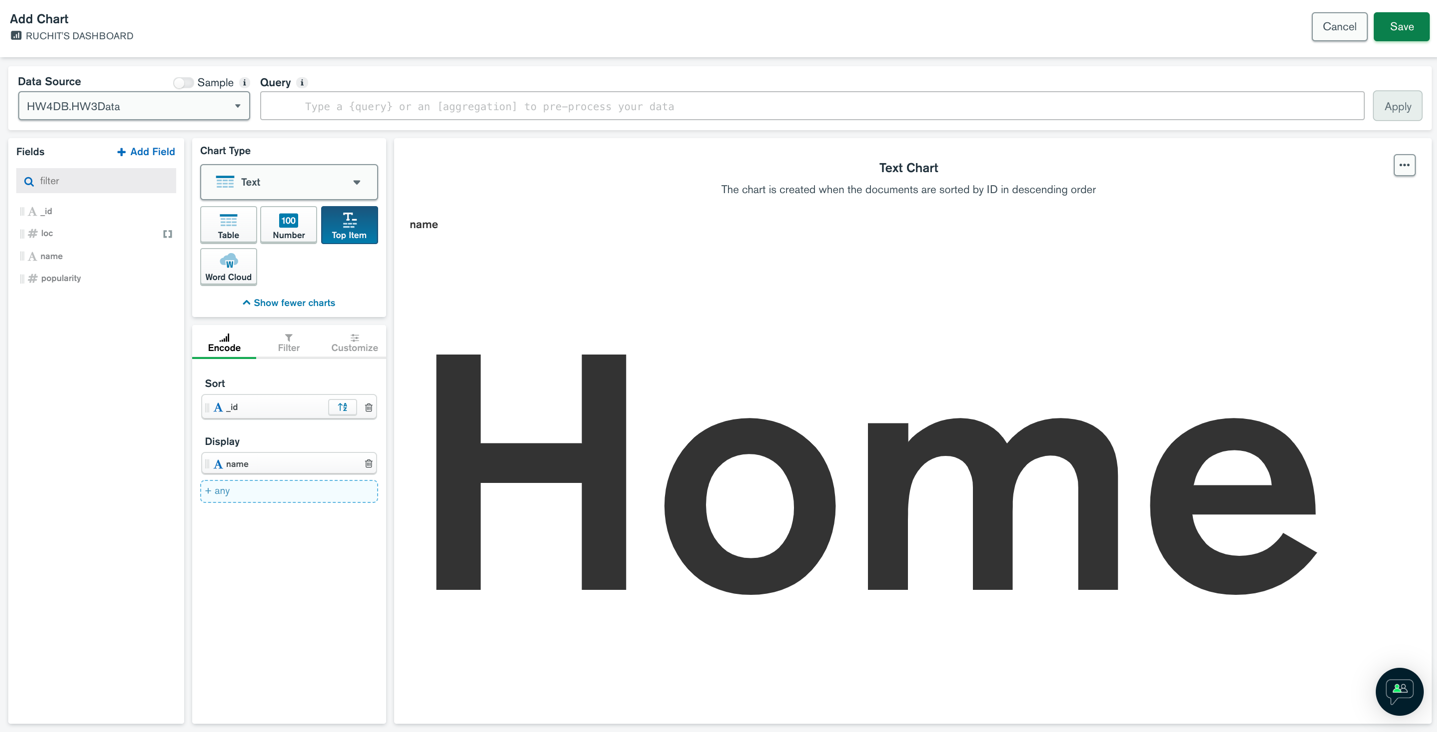 Add Chart
RUCHIT'S DASHBOARD
Cancel
Save
Data Source
Sample
Query
HW4DB.HW3Data
Type a {query} or an [aggregation] to pre-process your data
Apply
Fields
+ Add Field
filter
A _id
# loc
A name
# popularity
Chart Type
Text
Table
100
Number
T
Top Item
W
Word Cloud
Show fewer charts
Encode
Filter
Customize
Sort
A _id
Display
A name
+ any
Text Chart
The chart is created when the documents are sorted by ID in descending order
name
Home